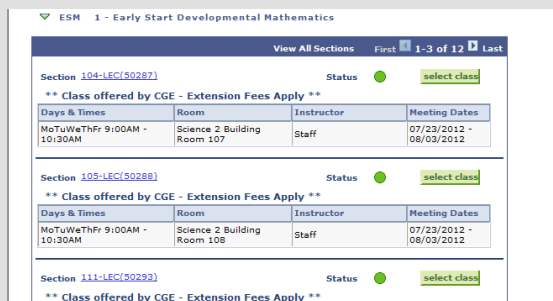 ESM 1 - Early Start Developmental Mathematics
View All Sections First 1-3 of 12 Last
Section 104-LEC(50287) Status select class
** Class offered by CGE - Extension Fees Apply **
Days & Times Room Instructor Meeting Dates
MoTuWeThFr 9:00AM - Science 2 Building Staff 07/23/2012 -
10:30AM Room 107 08/03/2012
Section 105-LEC(50288) Status select class
** Class offered by CGE - Extension Fees Apply **
Days & Times Room Instructor Meeting Dates
MoTuWeThFr 9:00AM - Science 2 Building Staff 07/23/2012 -
10:30AM Room 108 08/03/2012
Section 111-LEC(50293) Status select class
** Class offered by CGE - Extension Fees Apply **